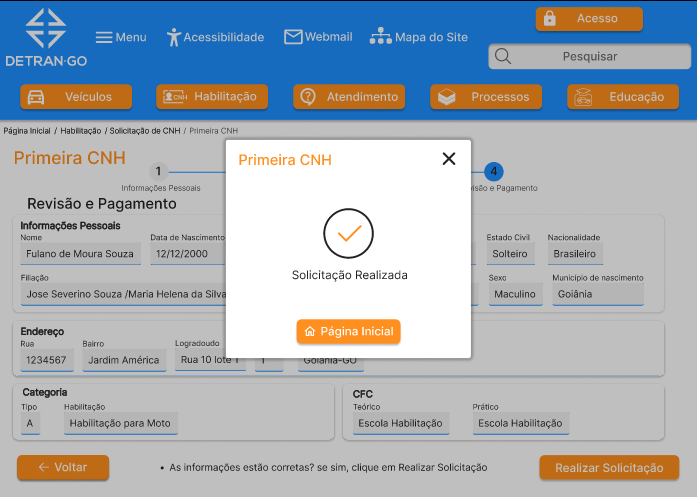 Acesso
Menu
Acessibilidade
Webmail
Mapa do Site
DETRAN-GO
Pesquisar
Veículos
CNH
Habilitação
Atendimento
Processos
Educação
Página Inicial / Habilitação / Solicitação de CNH / Primeira CNH
Primeira CNH
1
4
Informações Pessoais
isão e Pagamento
Revisão e Pagamento
Primeira CNH
Solicitação Realizada
Página Inicial
Informações Pessoais
Nome
Data de Nascimento
Estado Civil
Nacionalidade
Fulano de Moura Souza
12/12/2000
Solteiro
Brasileiro
Filiação
Sexo
Município de nascimento
Jose Severino Souza /Maria Helena da Silva
Maculino
Goiânia
Endereço
Rua
Bairro
Logradoudo
1234567
Jardim América
Rua 10 lote 1
1
Goiânia-GO
Categoria
Tipo
Habilitação
A
Habilitação para Moto
CFC
Teórico
Prático
Escola Habilitação
Escola Habilitação
Voltar
• As informações estão corretas? se sim, clique em Realizar Solicitação
Realizar Solicitação